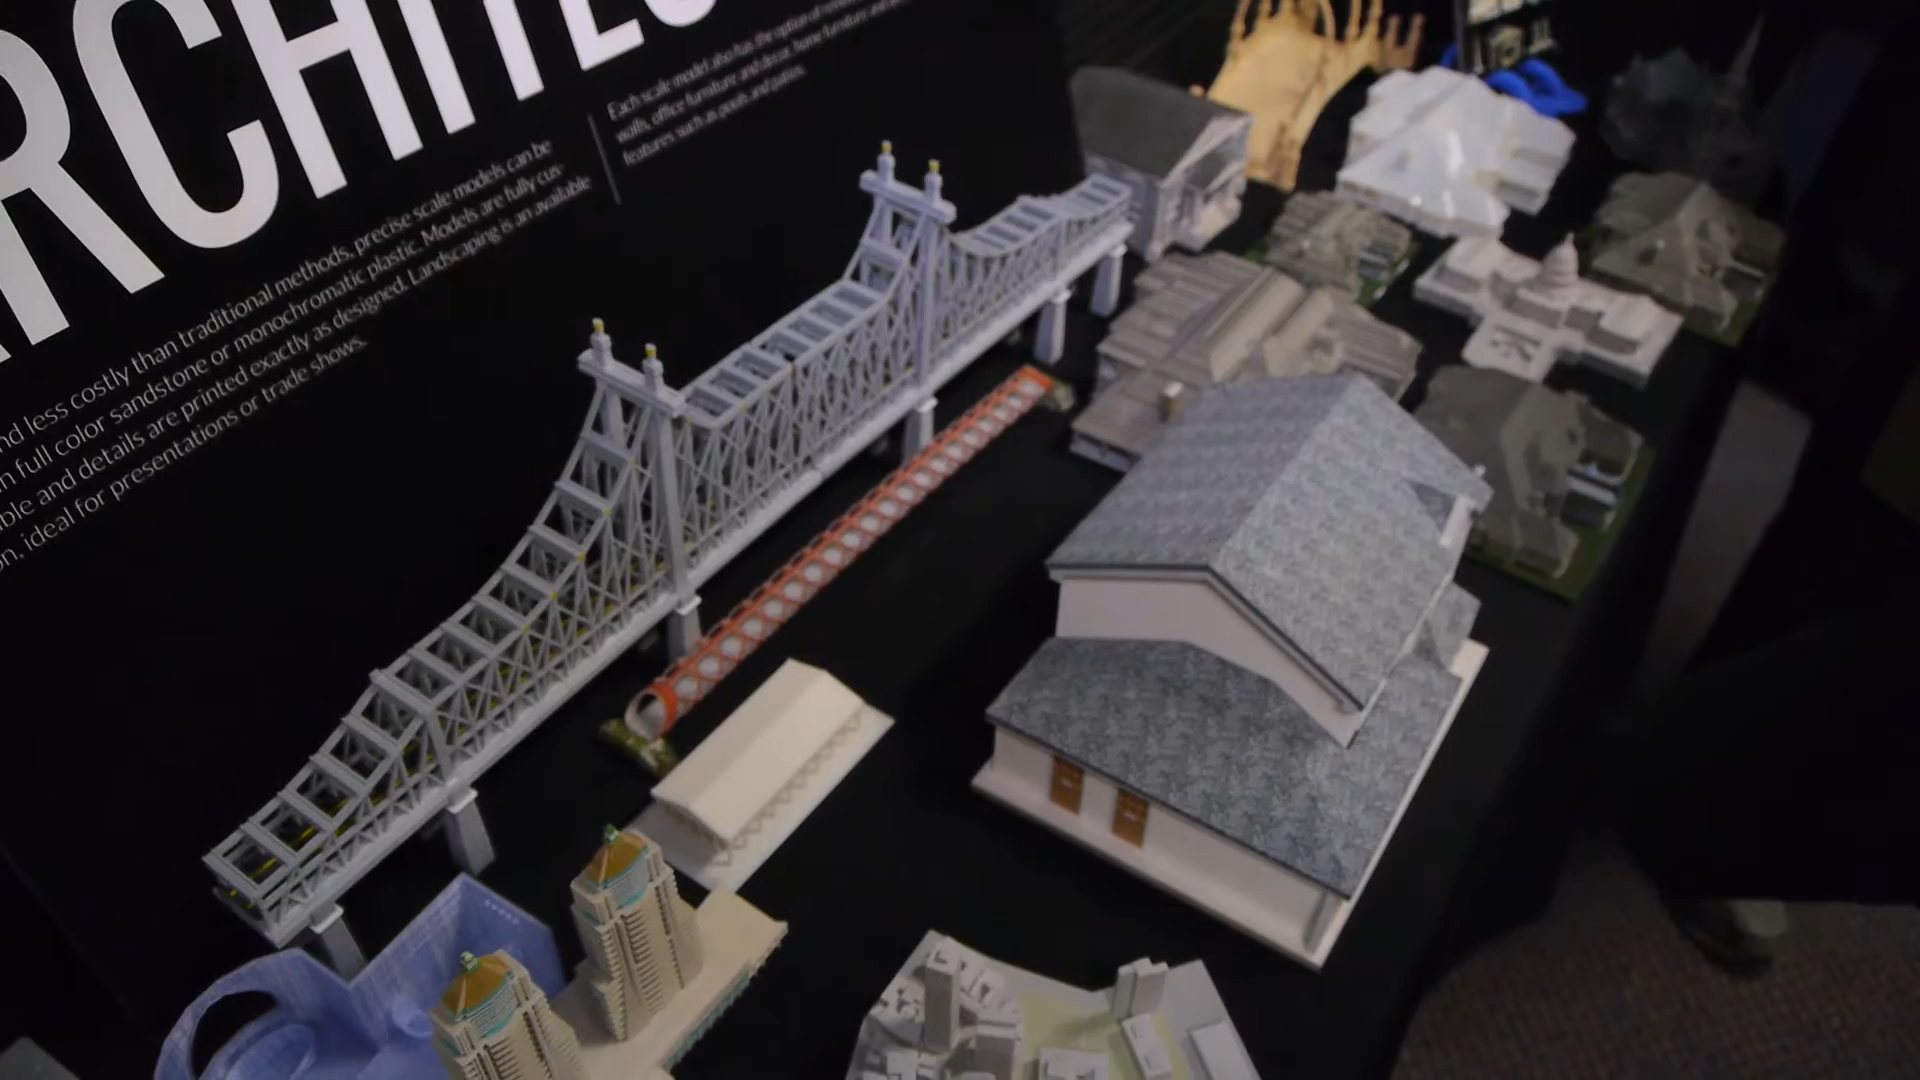 RCHITEC
nd less costly than traditional methods, precise scale models can be
n full color sandstone or monochromatic plastic. Models are fully cus-
ble and details are printed exactly as designed. Landscaping is an available
on, ideal for presentations or trade shows.
Each scale model also has the option of
walls, office furniture and decor, home furniture and
features such as pools and patios.